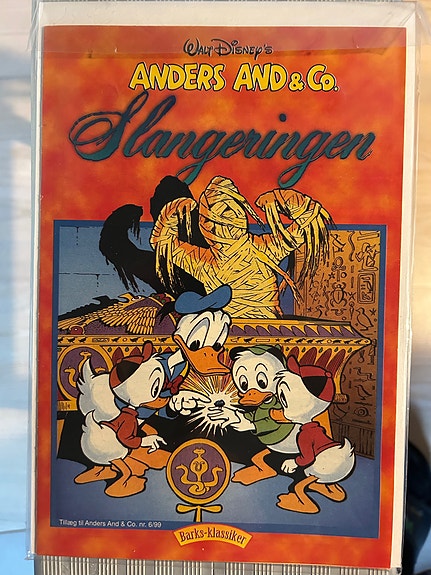 WALT DISNEY'S
ANDERS AND & CO.
Slangeringen
Tillæg til Anders And & Co. nr. 6/99
Barks-klassiker